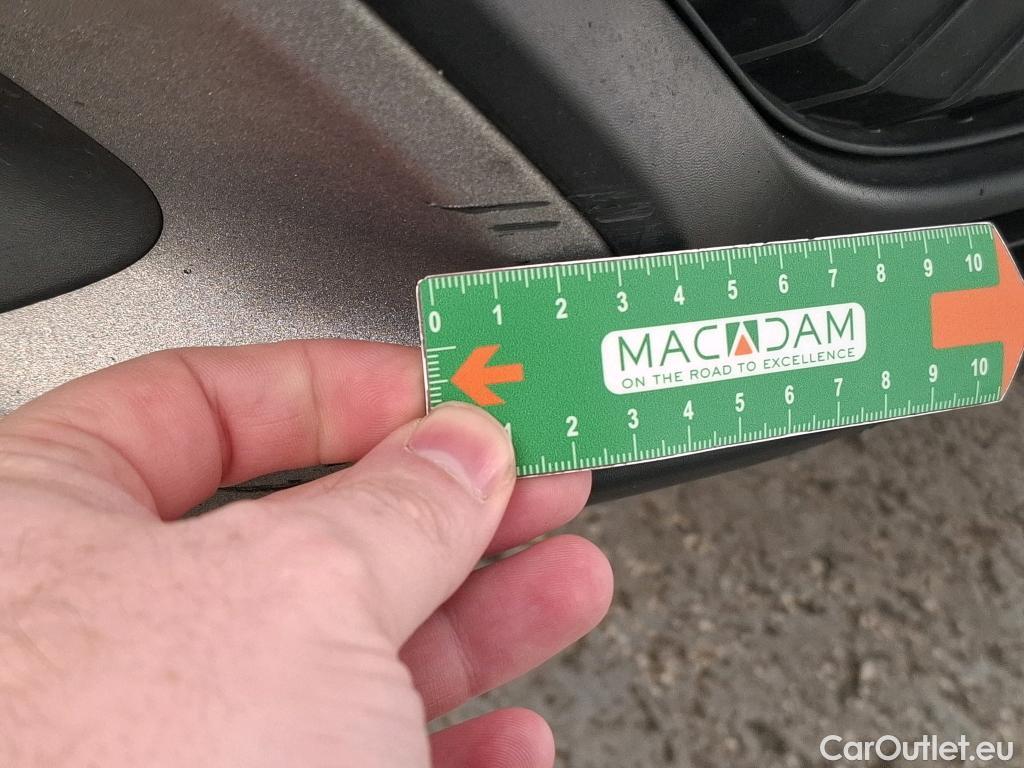 0 1 2 3 4 5 6 7 8 9 10
MACADAM
ON THE ROAD TO EXCELLENCE
1 2 3 4 5 6 7 8 9 10
CarOutlet.eu